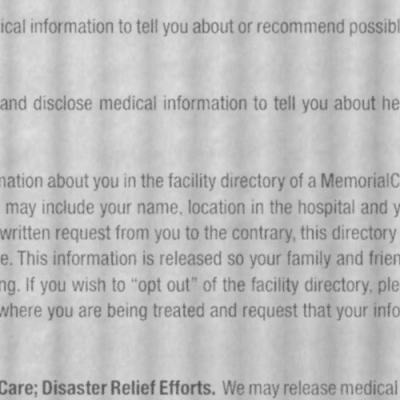 ical information to tell you about or recommend possibl
and disclose medical information to tell you about he
mation about you in the facility directory of a MemorialC
may include your name, location in the hospital and y
written request from you to the contrary, this directory
e. This information is released so your family and frien
ng. If you wish to “opt out” of the facility directory, ple
where you are being treated and request that your info
Care; Disaster Relief Efforts. We may release medical